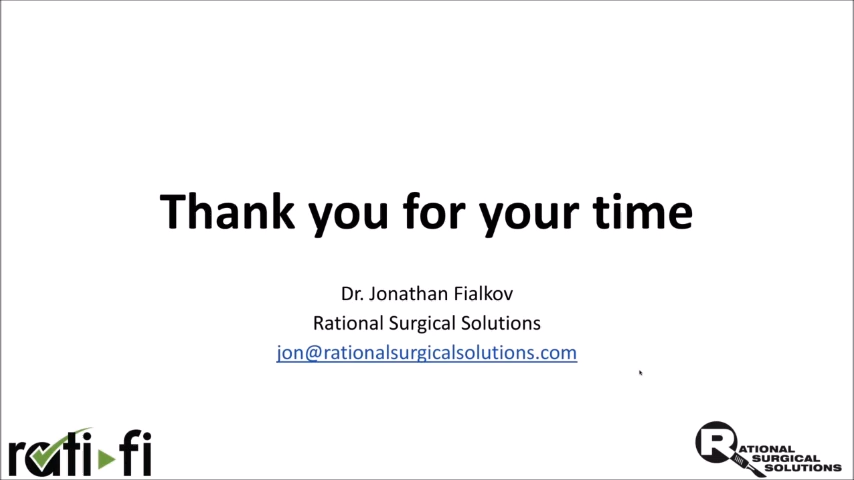 Thank you for your time
Dr. Jonathan Fialkov
Rational Surgical Solutions
jon@rationalsurgicalsolutions.com
rati-fi
RATIONAL
SURGICAL
SOLUTIONS